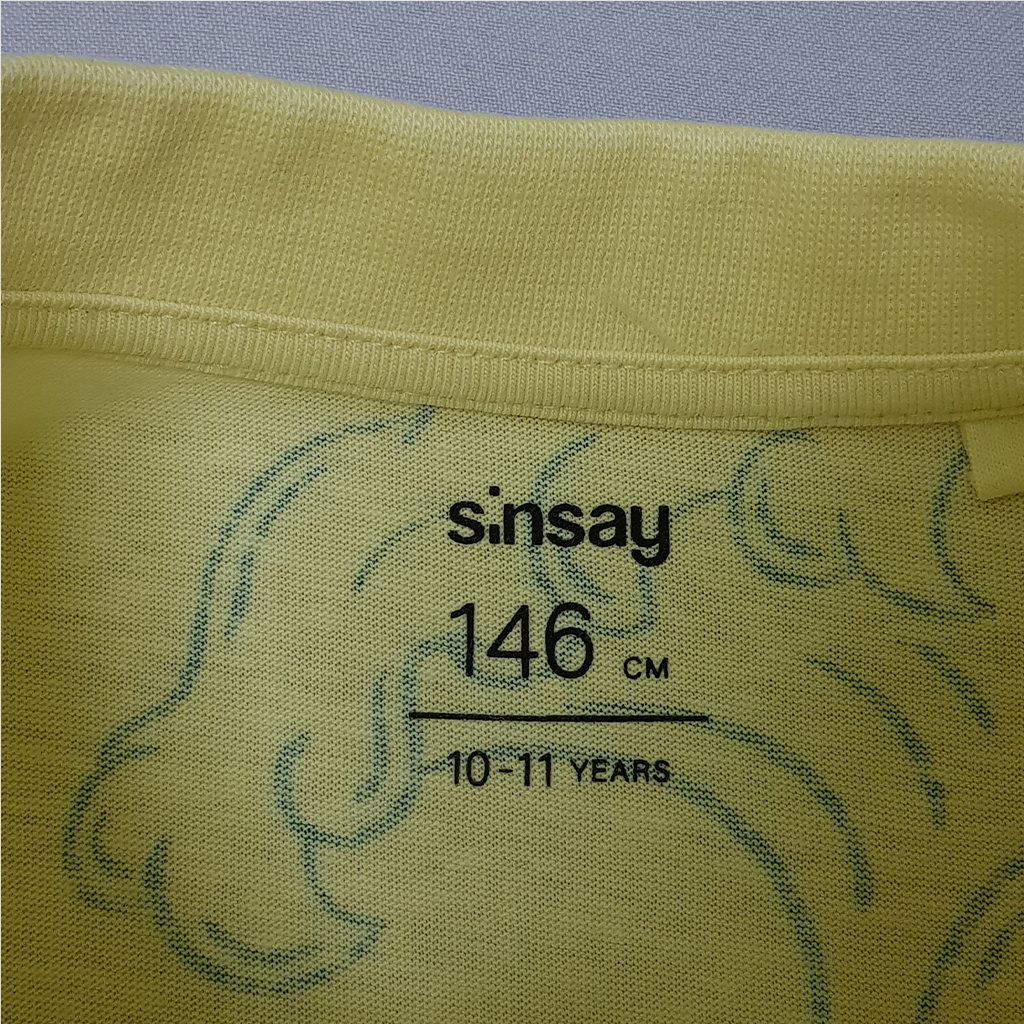 sinsay
146 CM
10-11 YEARS